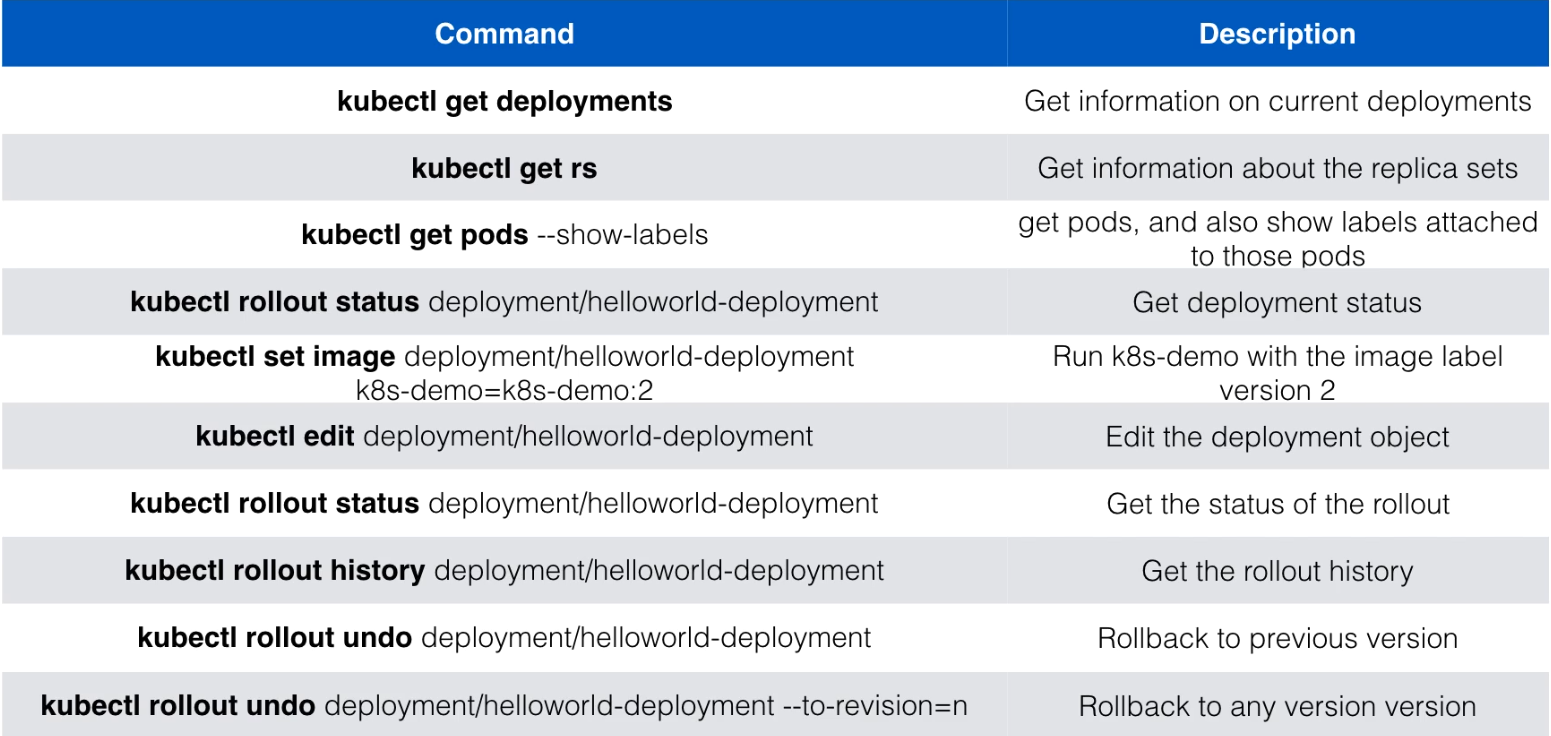 Command Description
kubectl get deployments Get information on current deployments
kubectl get rs Get information about the replica sets
kubectl get pods --show-labels get pods, and also show labels attached
to those pods
kubectl rollout status deployment/helloworld-deployment Get deployment status
kubectl set image deployment/helloworld-deployment Run k8s-demo with the image label
k8s-demo=k8s-demo:2 version 2
kubectl edit deployment/helloworld-deployment Edit the deployment object
kubectl rollout status deployment/helloworld-deployment Get the status of the rollout
kubectl rollout history deployment/helloworld-deployment Get the rollout history
kubectl rollout undo deployment/helloworld-deployment Rollback to previous version
kubectl rollout undo deployment/helloworld-deployment --to-revision=n Rollback to any version version